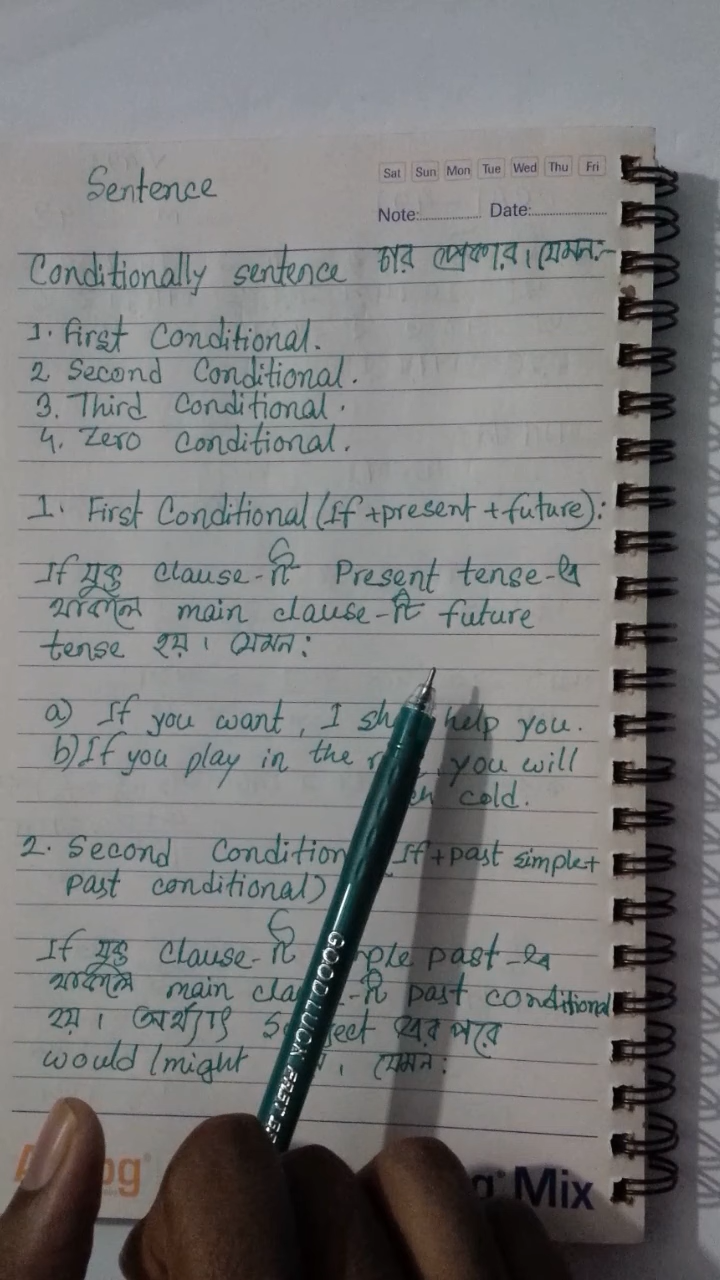 Sentence
Sat Sun Mon Tue Wed Thu Fri
Note: Date:
Conditionally sentence চার প্রকার। যেমন:-
1. First Conditional.
2 Second Conditional.
3. Third Conditional.
4. Zero Conditional.
1. First Conditional (If +present +future):
If যুক্ত clause-টি Present tense-এ
থাকলে main clause-টি future
tense হয়। যেমন:
a) If you want, I help you.
b) If you play in the you will
cold.
2. Second If+past simple+
past conditional)
If যুক্ত clause-টি past-এ
থাকলে main -টি past conditional
হয়। অর্থ্যাৎ এর পরে
would/might যেমন:
GOODLUCK
Mix